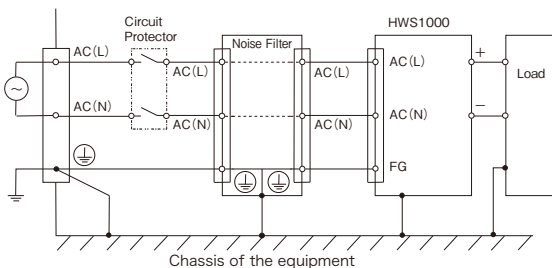 Circuit
Protector
AC(L)
AC(L)
Noise Filter
AC(L)
HWS1000
AC(L)
+
Load
~
AC(N)
AC(N)
AC(N)
AC(N)
−
FG
Chassis of the equipment